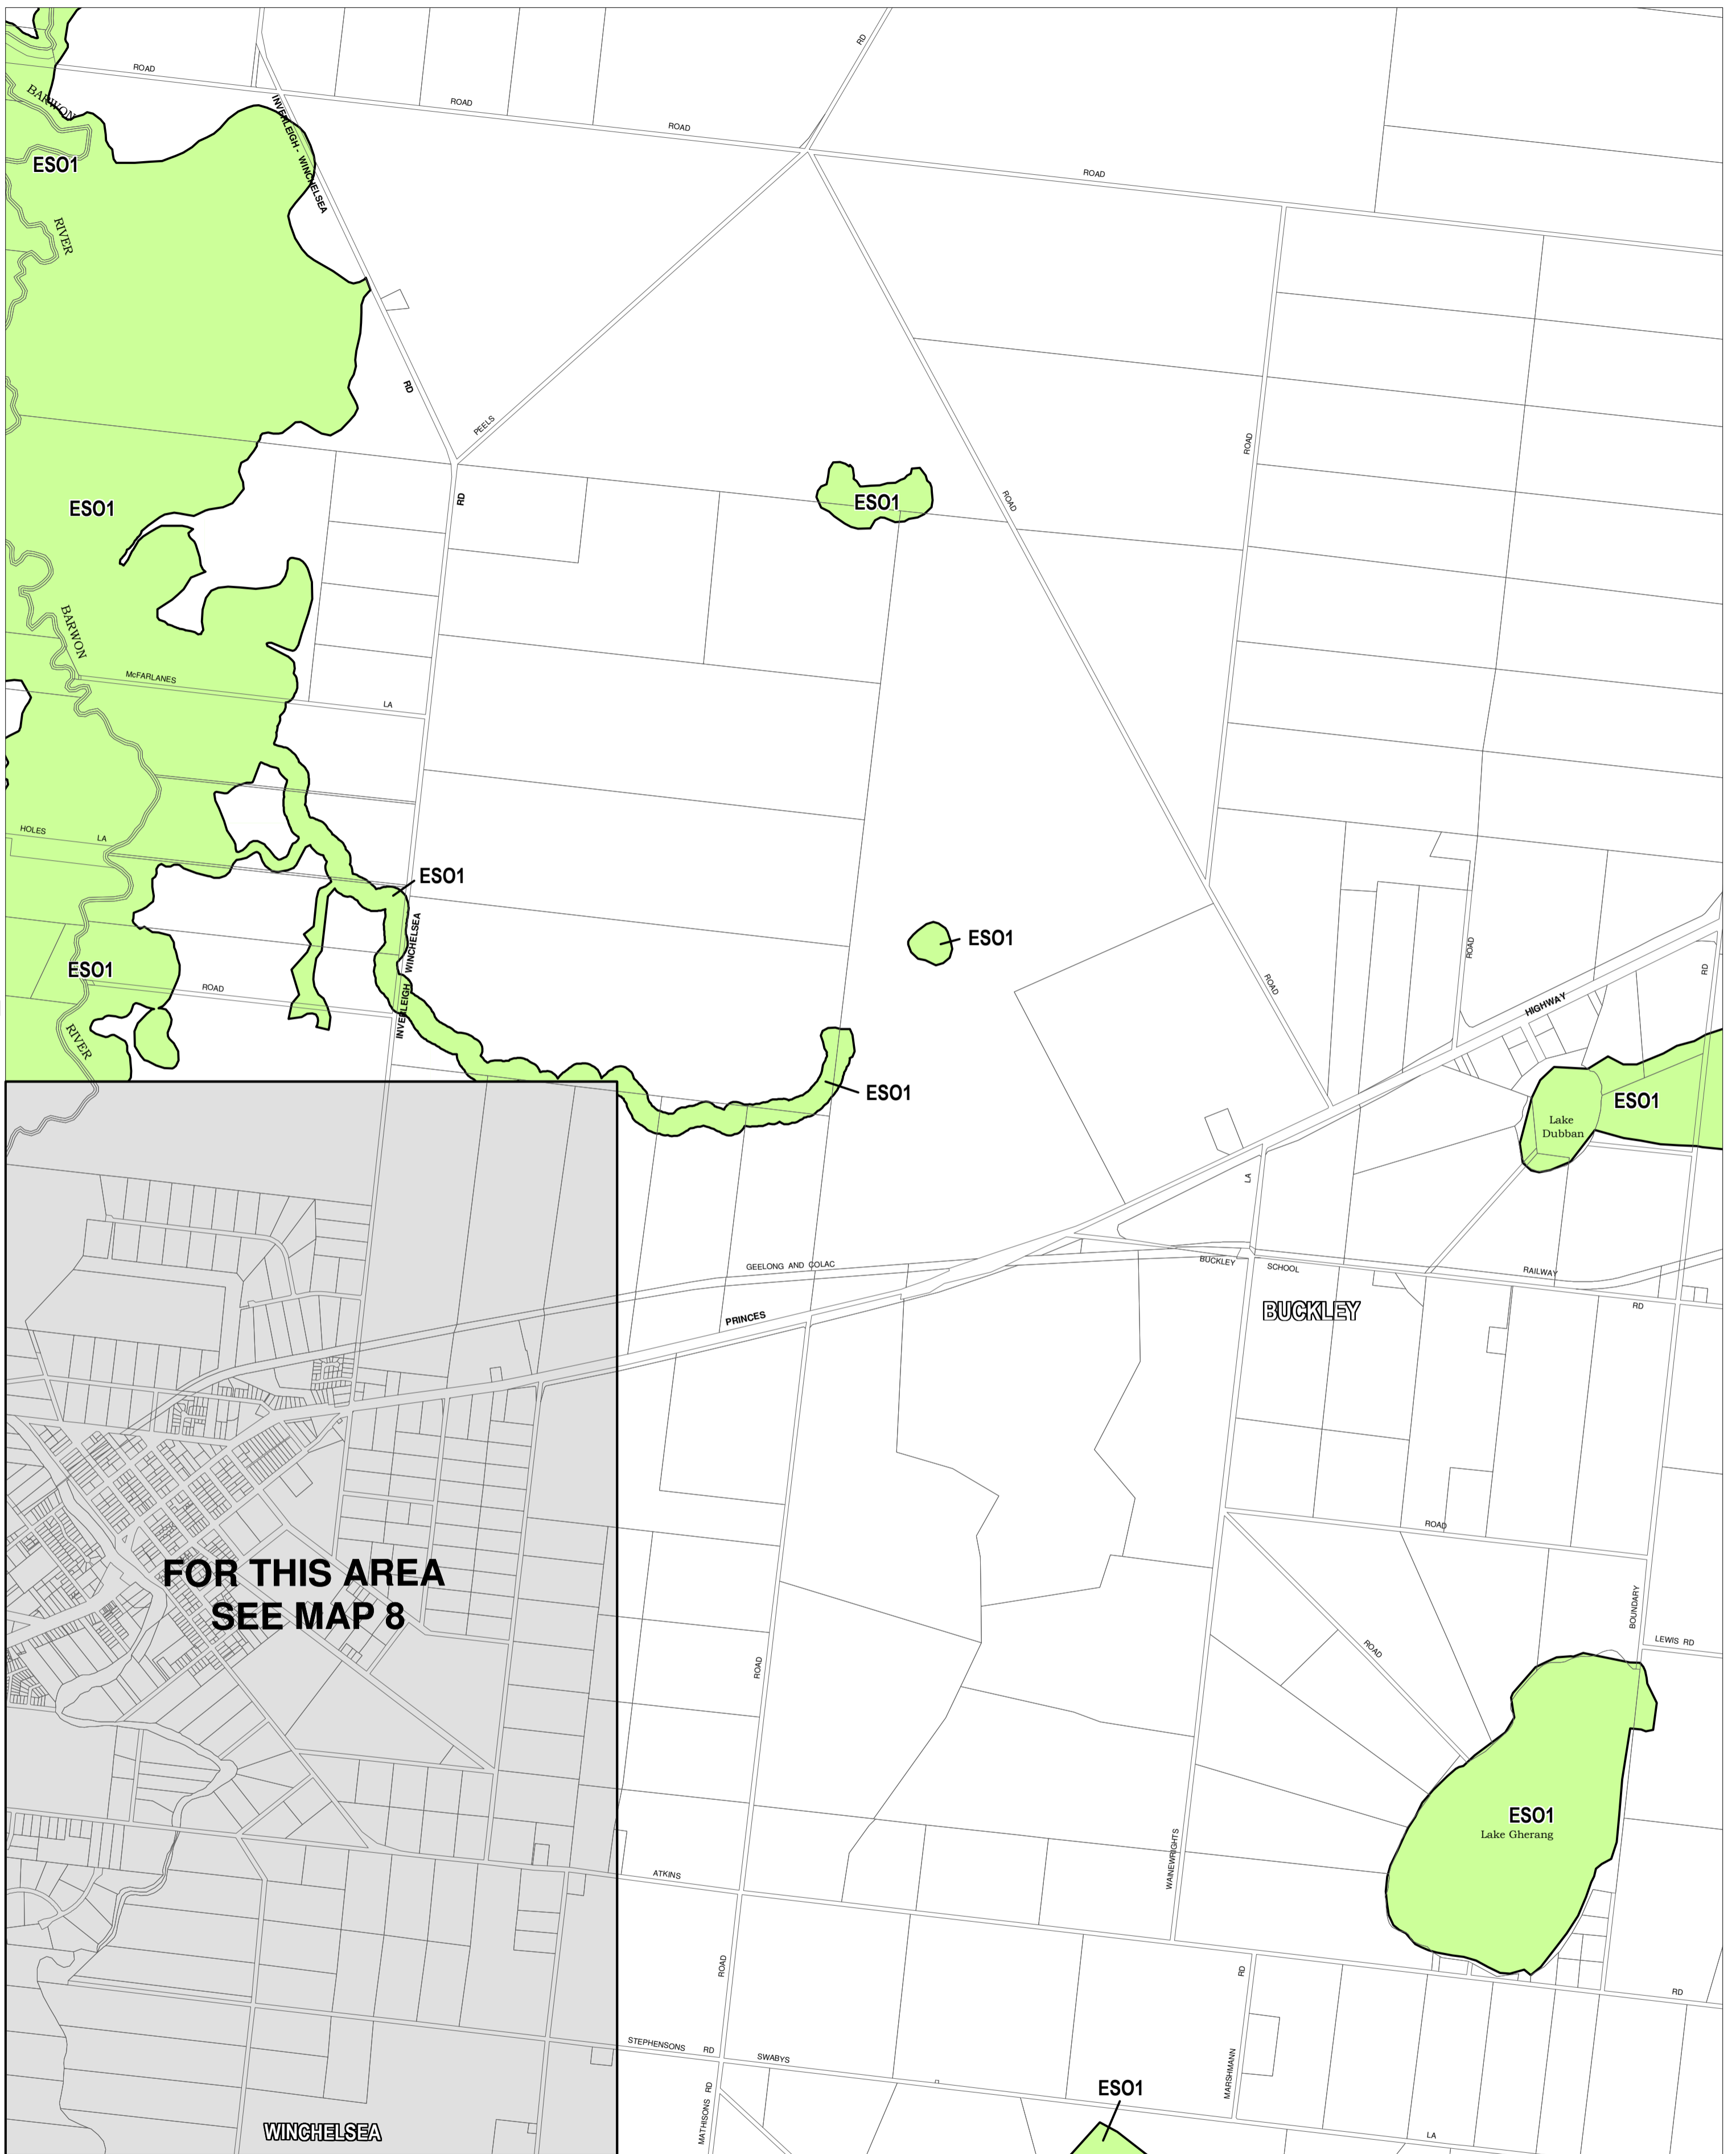 RD
ROAD
BARWON
ROAD
INVERLEIGH - WINCHELSEA
ROAD
ESO1
ROAD
RIVER
RD
PEELS
ROAD
RD
ESO1
ROAD
ESO1
BARWON
McFARLANES
LA
HOLES
LA
ESO1
INVERLEIGH WINCHELSEA
ESO1
ROAD
ROAD
RD
ESO1
ROAD
HIGHWAY
RIVER
ESO1
ESO1
Lake
Dubban
LA
GEELONG AND COLAC
BUCKLEY
SCHOOL
RAILWAY
RD
BUCKLEY
PRINCES
ROAD
FOR THIS AREA
SEE MAP 8
BOUNDARY
LEWIS RD
ROAD
ROAD
ESO1
Lake Gherang
WAINEWRIGHTS
ATKINS
ROAD
RD
RD
STEPHENSONS
RD
SWABYS
MARSHMANN
ESO1
MATHISONS RD
WINCHELSEA
LA